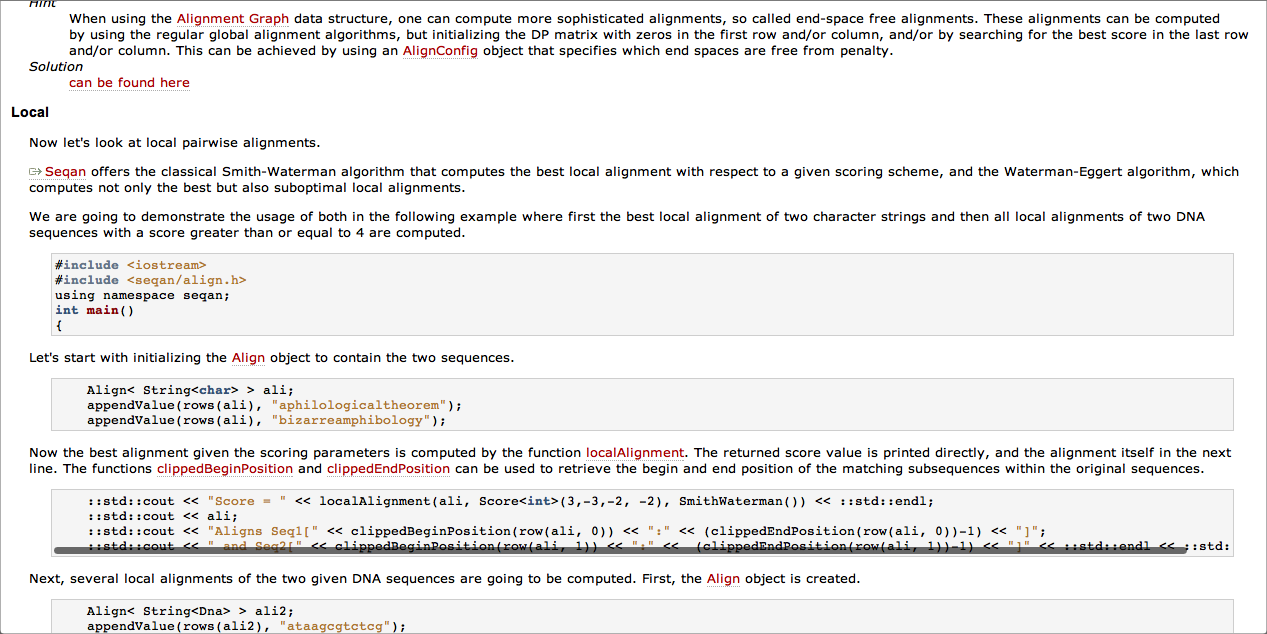 Hint
When using the Alignment Graph data structure, one can compute more sophisticated alignments, so called end-space free alignments. These alignments can be computed
by using the regular global alignment algorithms, but initializing the DP matrix with zeros in the first row and/or column, and/or by searching for the best score in the last row
and/or column. This can be achieved by using an AlignConfig object that specifies which end spaces are free from penalty.
Solution
can be found here
Local
Now let's look at local pairwise alignments.
Seqan offers the classical Smith-Waterman algorithm that computes the best local alignment with respect to a given scoring scheme, and the Waterman-Eggert algorithm, which
computes not only the best but also suboptimal local alignments.
We are going to demonstrate the usage of both in the following example where first the best local alignment of two character strings and then all local alignments of two DNA
sequences with a score greater than or equal to 4 are computed.
#include <iostream>
#include <seqan/align.h>
using namespace seqan;
int main()
{
Let's start with initializing the Align object to contain the two sequences.
Align< String<char> > ali;
appendValue(rows(ali), "aphilologicaltheorem");
appendValue(rows(ali), "bizarreamphibology");
Now the best alignment given the scoring parameters is computed by the function localAlignment. The returned score value is printed directly, and the alignment itself in the next
line. The functions clippedBeginPosition and clippedEndPosition can be used to retrieve the begin and end position of the matching subsequences within the original sequences.
::std::cout << "Score = " << localAlignment(ali, Score<int>(3,-3,-2, -2), SmithWaterman()) << ::std::endl;
::std::cout << ali;
::std::cout << "Aligns Seq1[" << clippedBeginPosition(row(ali, 0)) << ":" << (clippedEndPosition(row(ali, 0))-1) << "]";
::std::cout << " and Seq2[" << clippedBeginPosition(row(ali, 1)) << ":" << (clippedEndPosition(row(ali, 1))-1) << "]" << ::std::endl << ::std:
Next, several local alignments of the two given DNA sequences are going to be computed. First, the Align object is created.
Align< String<Dna> > ali2;
appendValue(rows(ali2), "ataagcgtctcg");